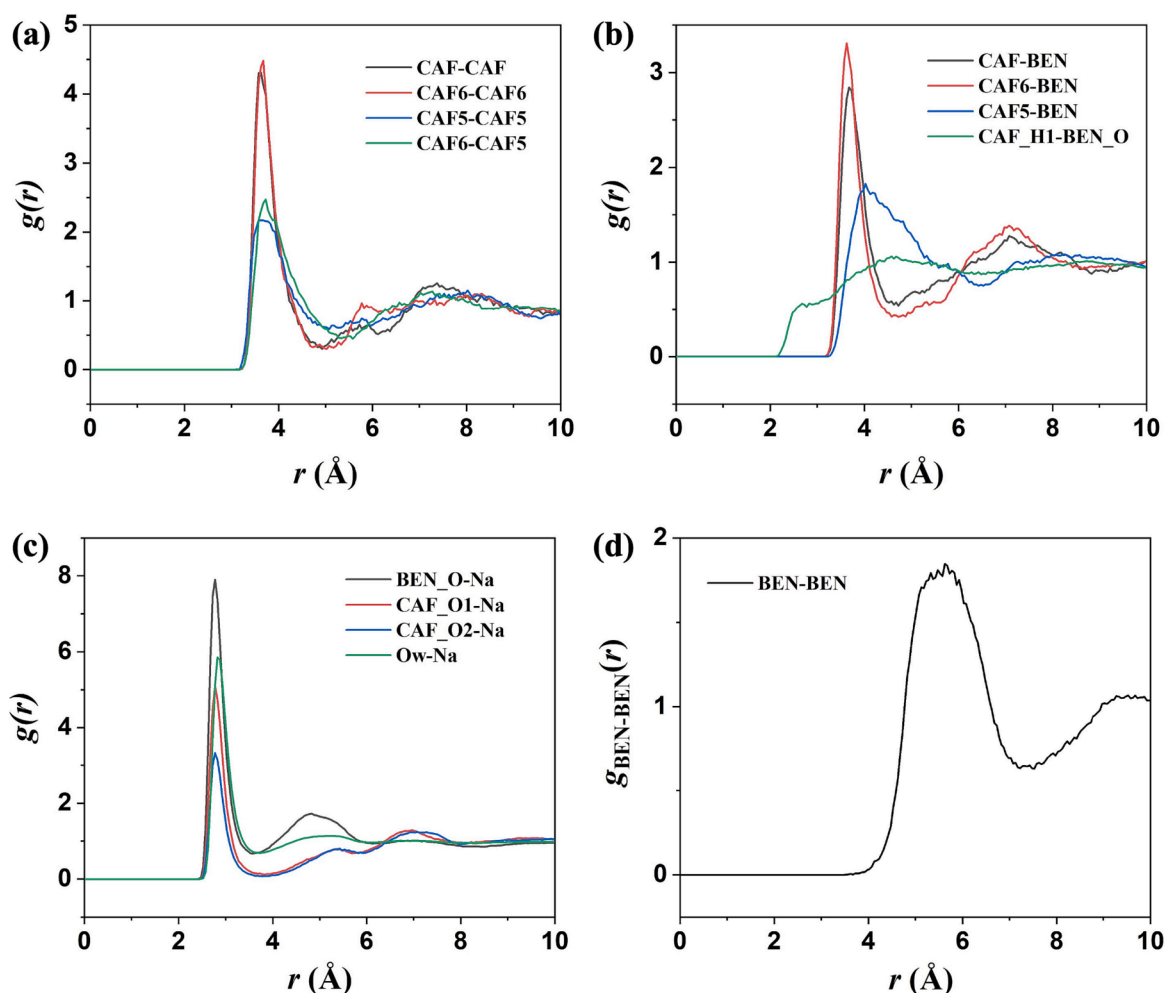 (a)
5
4
3
2
1
0
g(r)
CAF-CAF
CAF6-CAF6
CAF5-CAF5
CAF6-CAF5
0 2 4 6 8 10
r (Å)
(b)
3
2
1
0
g(r)
CAF-BEN
CAF6-BEN
CAF5-BEN
CAF_H1-BEN_O
0 2 4 6 8 10
r (Å)
(c)
8
6
4
2
0
g(r)
BEN_O-Na
CAF_O1-Na
CAF_O2-Na
Ow-Na
0 2 4 6 8 10
r (Å)
(d)
2
1
0
gBEN-BEN(r)
BEN-BEN
0 2 4 6 8 10
r (Å)